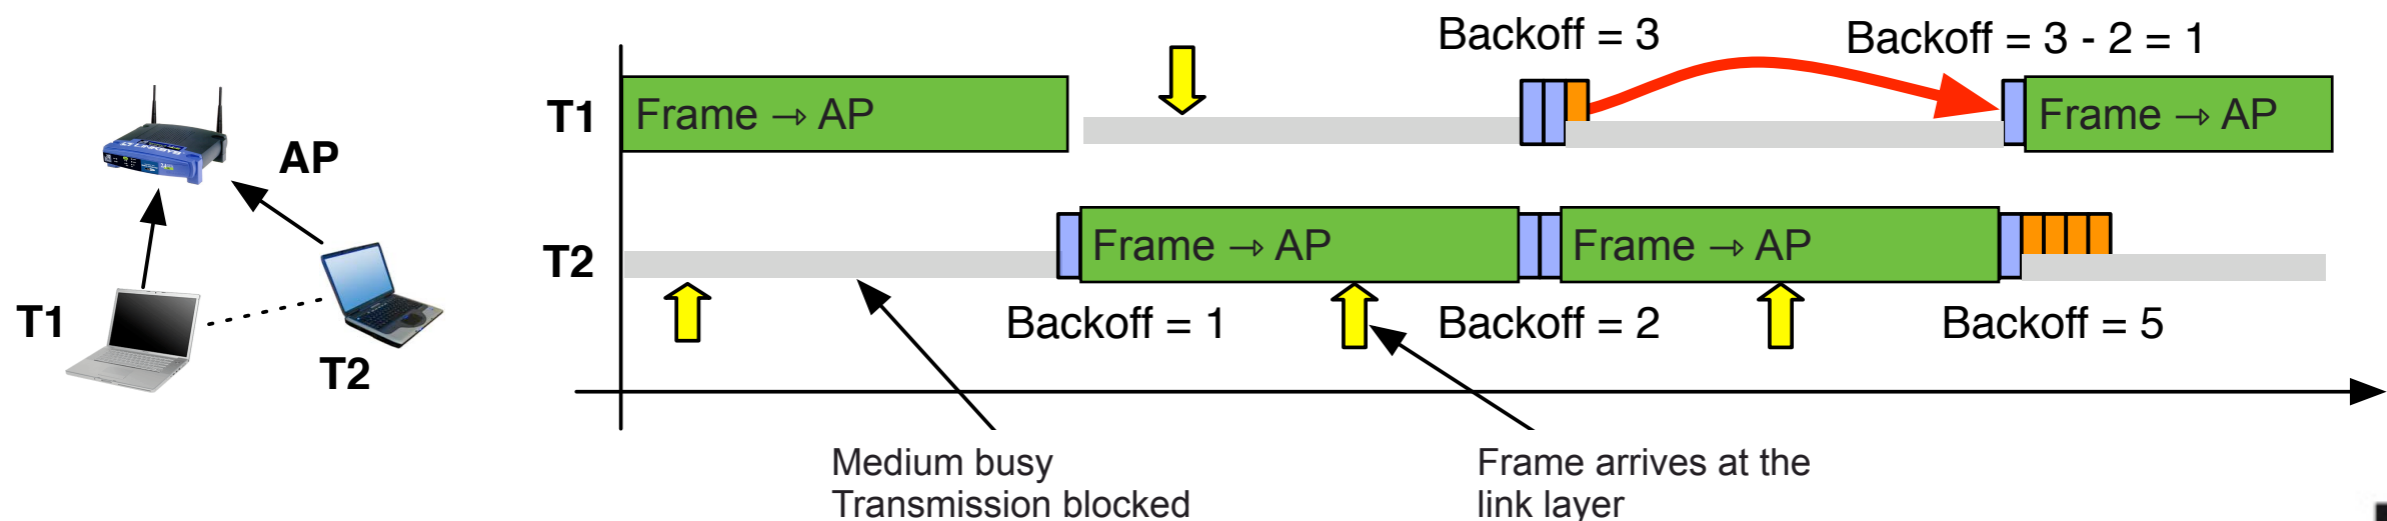 Backoff = 3
Backoff = 3 - 2 = 1
T1
Frame → AP
Frame → AP
AP
T2
Frame → AP
Frame → AP
T1
T2
Backoff = 1
Backoff = 2
Backoff = 5
Medium busy
Transmission blocked
Frame arrives at the
link layer
LINKSYS